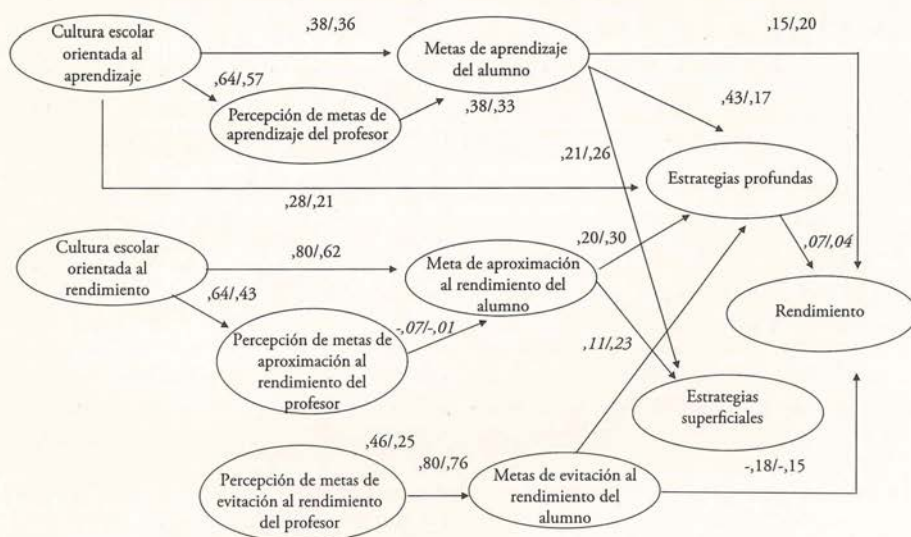 ,38/,36
,15/,20
Cultura escolar
orientada al
aprendizaje
Metas de aprendizaje
del alumno
,64/,57
Percepción de metas de
aprendizaje del profesor
,38/,33
,43/,17
,21/,26
Estrategias profundas
,28/,21
Cultura escolar
orientada al
rendimiento
,80/,62
,20/,30
,07/,04
Meta de aproximación
al rendimiento del
alumno
,64/,43
-,07/-,01
Rendimiento
Percepción de metas de
aproximación al
rendimiento del
profesor
,11/,23
Estrategias
superficiales
,46/,25
,80/,76
-,18/-,15
Percepción de metas de
evitación al rendimiento
del profesor
Metas de evitación al
rendimiento del
alumno